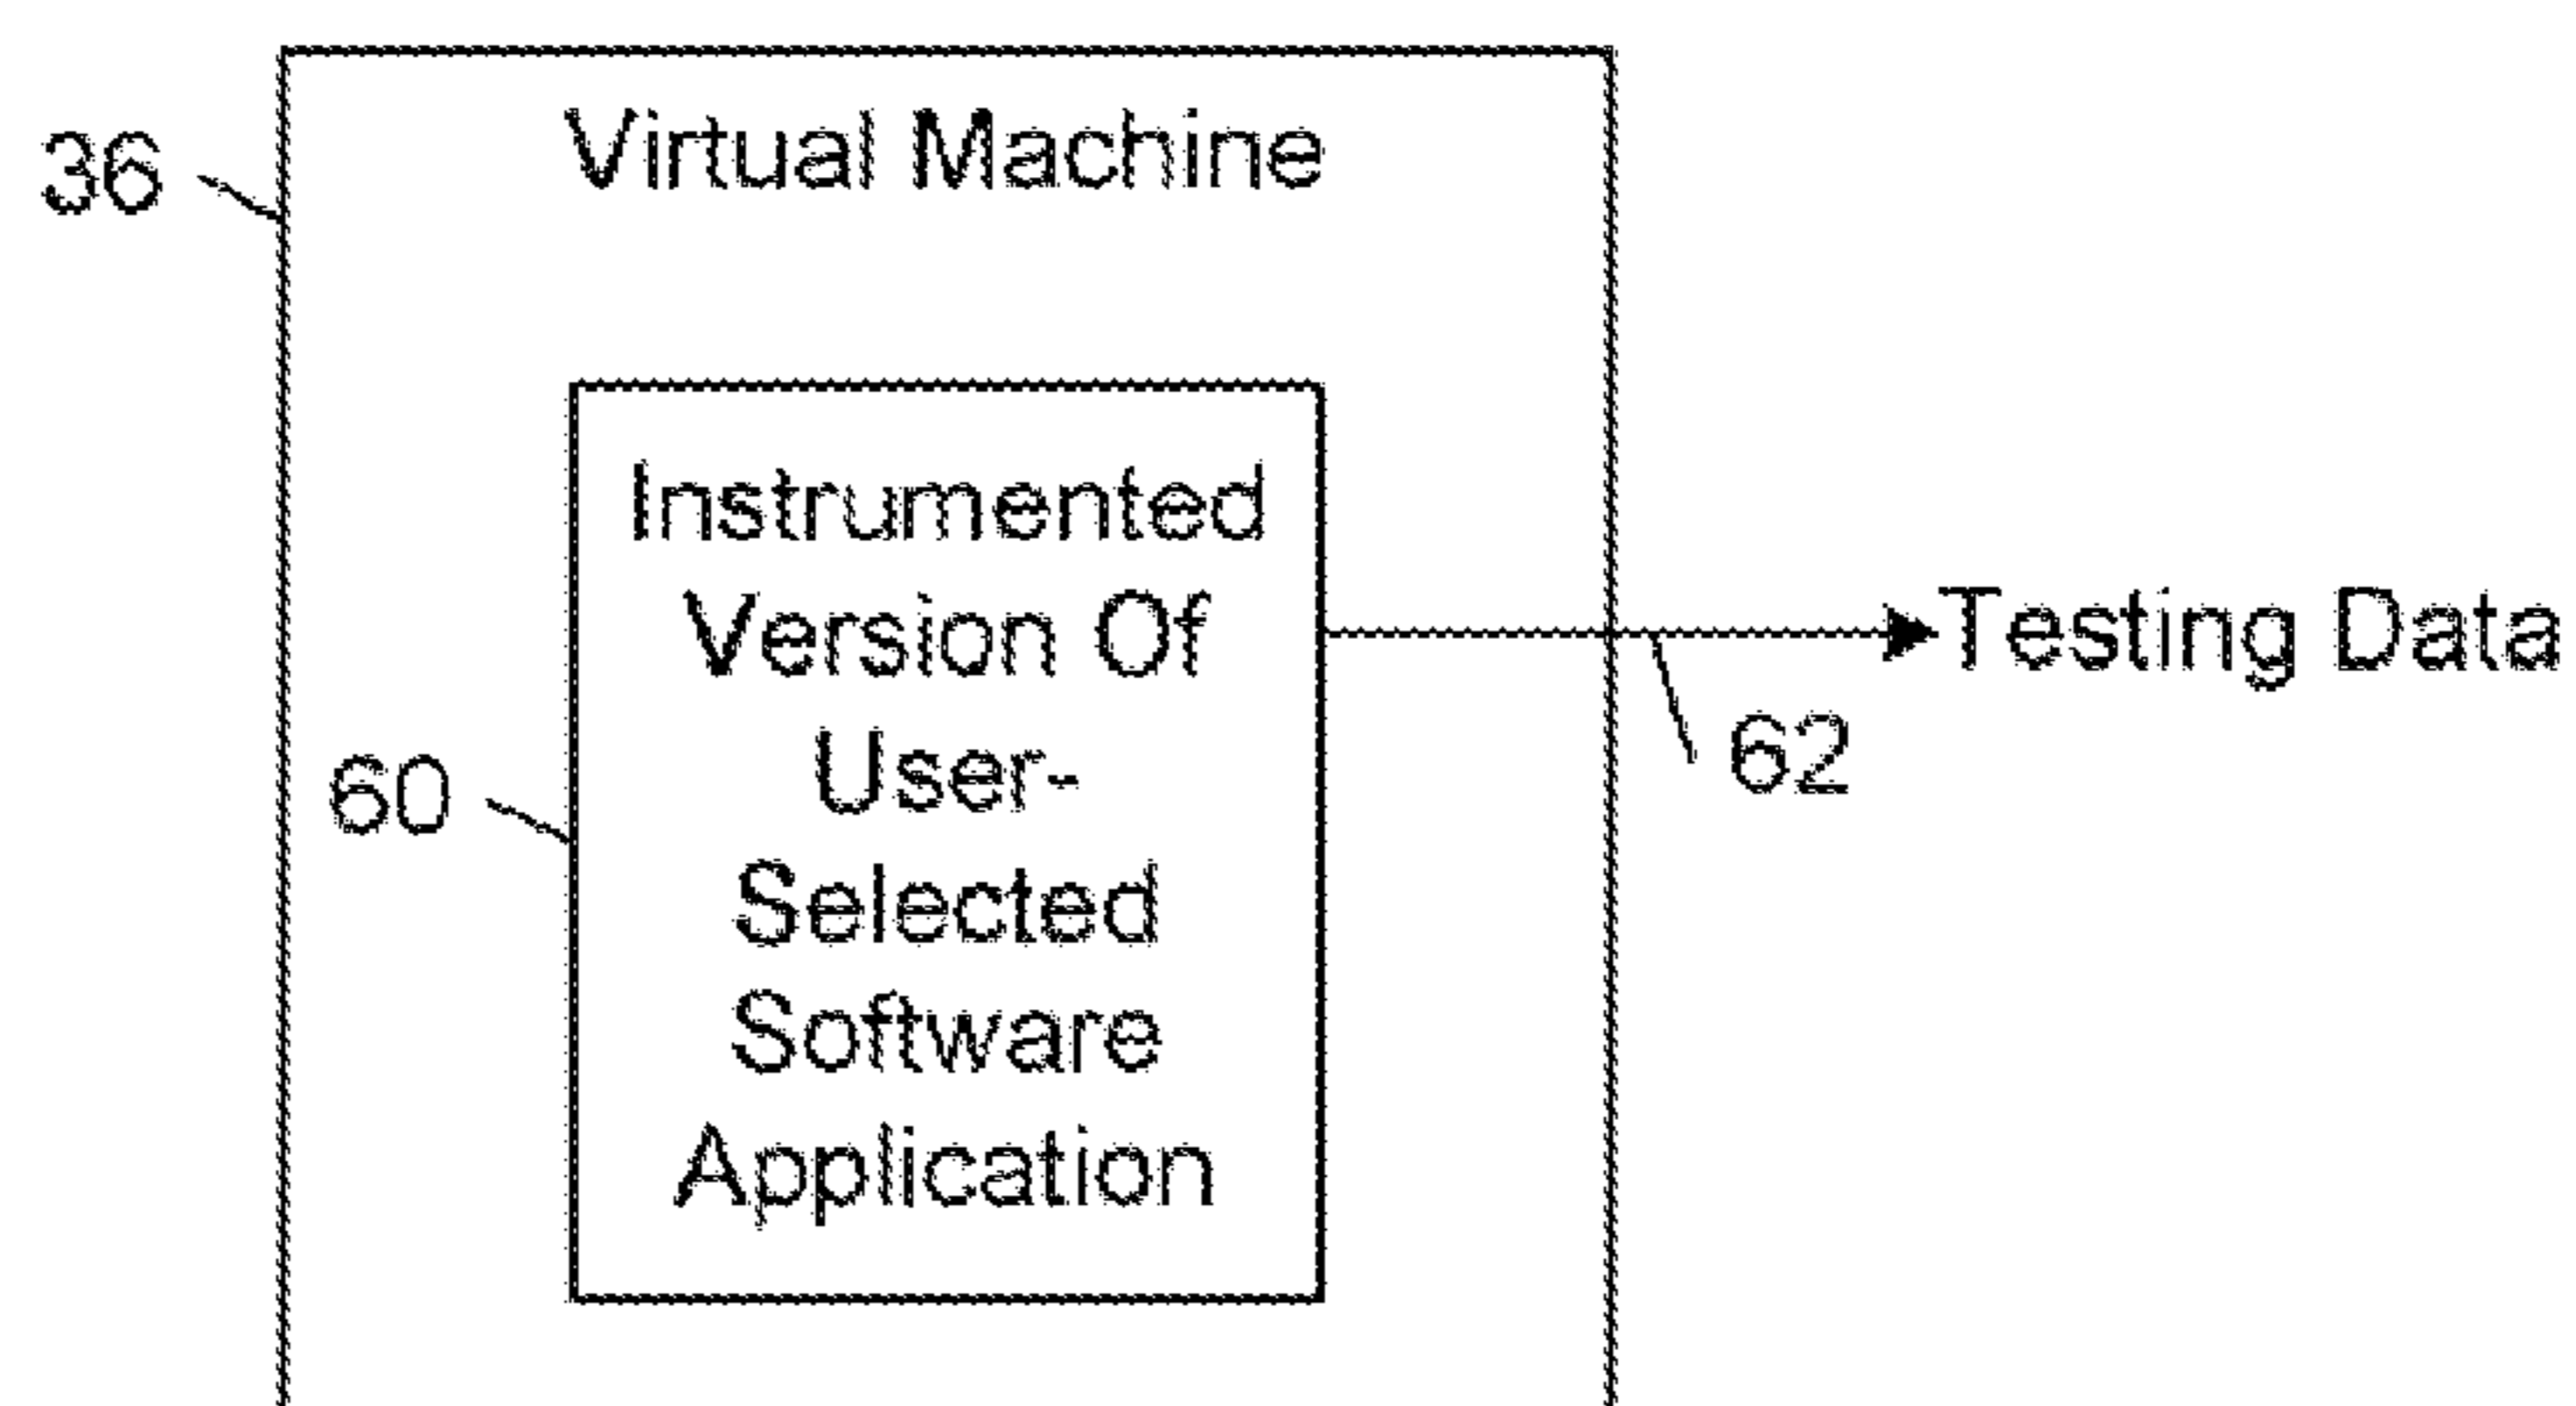 Virtual Machine
36
Instrumented
Version Of
User-
Selected
Software
Application
60
Testing Data
62